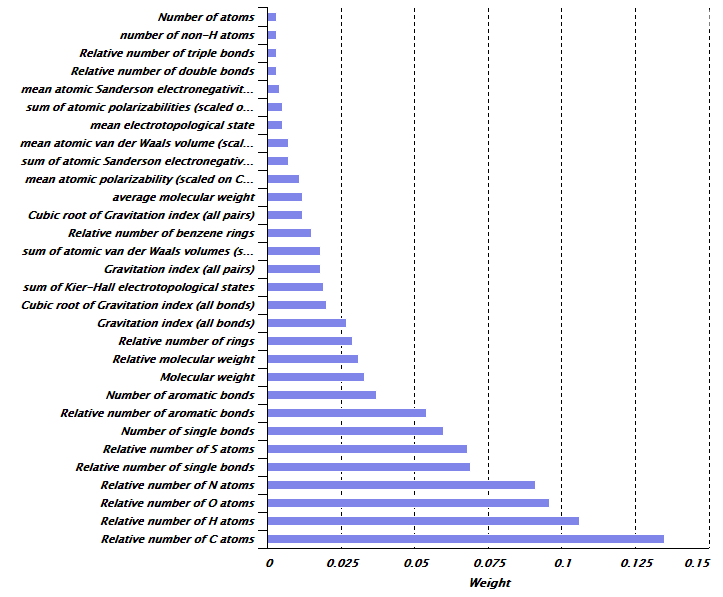 Number of atoms
number of non-H atoms
Relative number of triple bonds
Relative number of double bonds
mean atomic Sanderson electronegativit...
sum of atomic polarizabilities (scaled o...
mean electrotopological state
mean atomic van der Waals volume (scal...
sum of atomic Sanderson electronegativ...
mean atomic polarizability (scaled on C...
average molecular weight
Cubic root of Gravitation index (all pairs)
Relative number of benzene rings
sum of atomic van der Waals volumes (s...
Gravitation index (all pairs)
sum of Kier-Hall electrotopological states
Cubic root of Gravitation index (all bonds)
Gravitation index (all bonds)
Relative number of rings
Relative molecular weight
Molecular weight
Number of aromatic bonds
Relative number of aromatic bonds
Number of single bonds
Relative number of S atoms
Relative number of single bonds
Relative number of N atoms
Relative number of O atoms
Relative number of H atoms
Relative number of C atoms
0 0.025 0.05 0.075 0.1 0.125 0.15
Weight